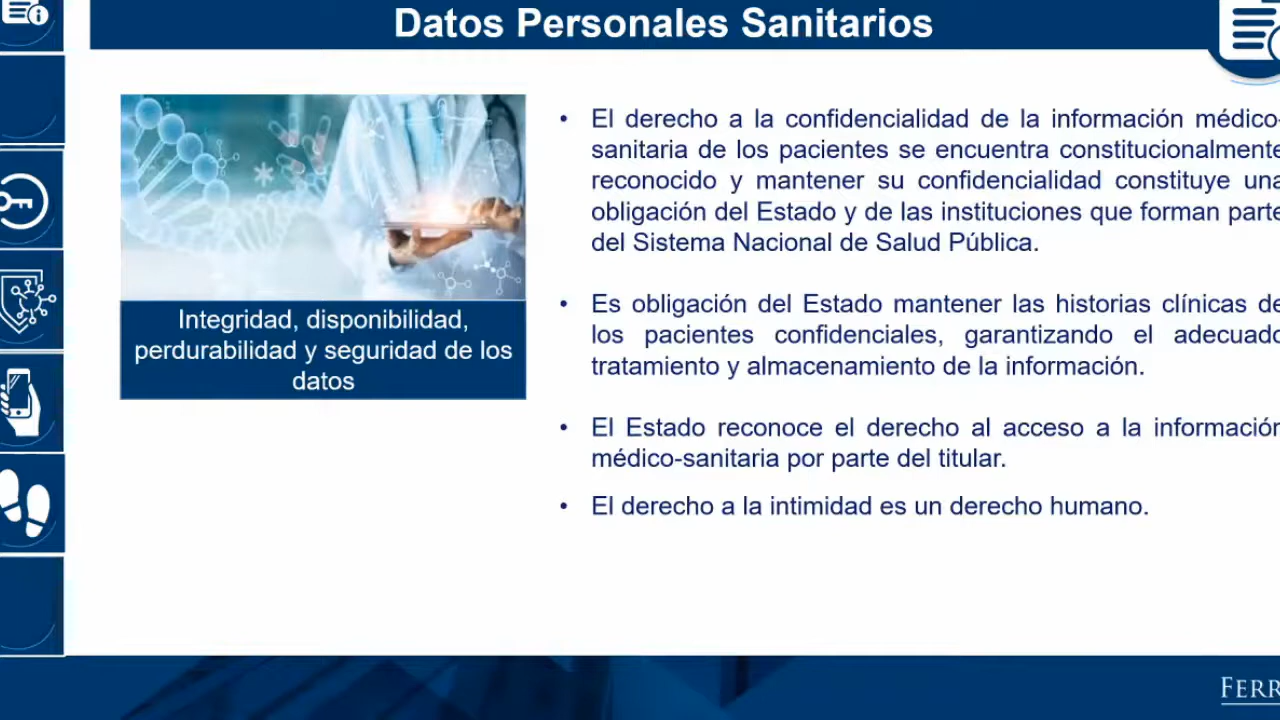 Datos Personales Sanitarios
Integridad, disponibilidad,
perdurabilidad y seguridad de los
datos
• El derecho a la confidencialidad de la información médico-
sanitaria de los pacientes se encuentra constitucionalmente
reconocido y mantener su confidencialidad constituye una
obligación del Estado y de las instituciones que forman parte
del Sistema Nacional de Salud Pública.
• Es obligación del Estado mantener las historias clínicas de
los pacientes confidenciales, garantizando el adecuado
tratamiento y almacenamiento de la información.
• El Estado reconoce el derecho al acceso a la información
médico-sanitaria por parte del titular.
• El derecho a la intimidad es un derecho humano.
FERR